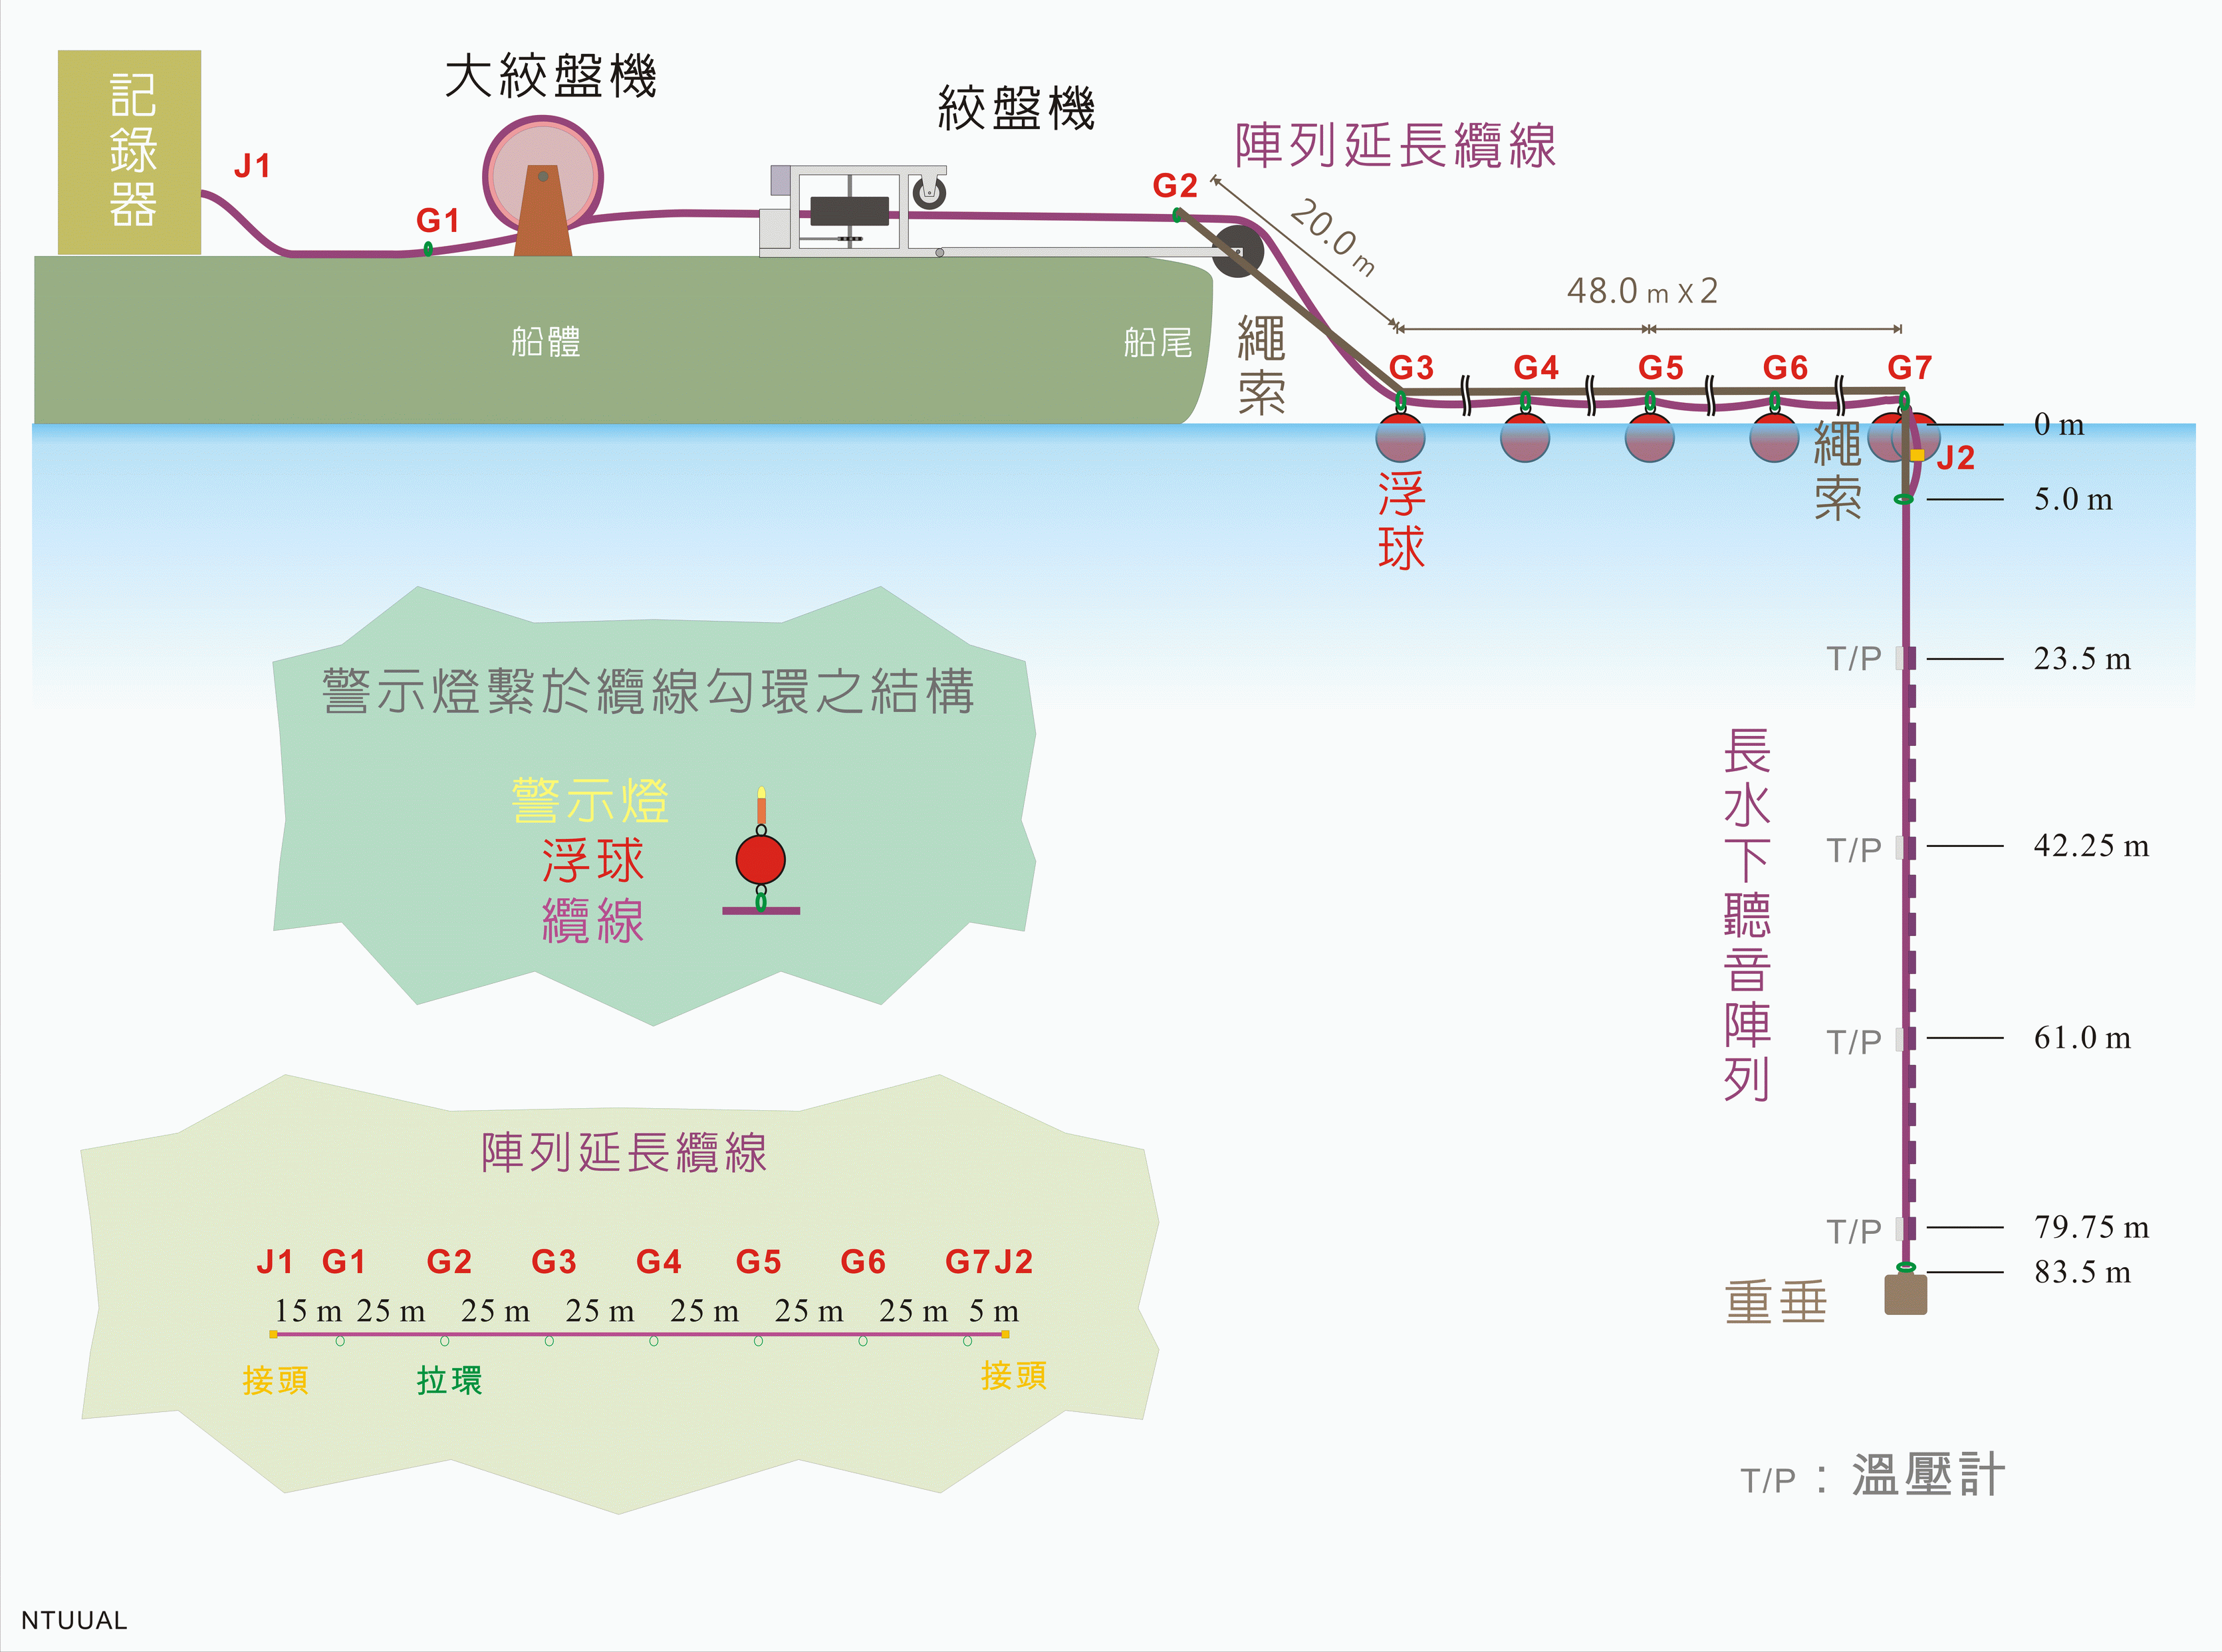 記錄器
J1
大絞盤機
G1
絞盤機
G2
陣列延長纜線
20.0 m
48.0 m X 2
船體
船尾
繩索
G3
G4
G5
G6
G7
浮球
繩索
J2
0 m
5.0 m
T/P
23.5 m
T/P
42.25 m
T/P
61.0 m
T/P
79.75 m
83.5 m
長水下聽音陣列
重垂
警示燈繫於纜線勾環之結構
警示燈
浮球
纜線
陣列延長纜線
J1 G1 G2 G3 G4 G5 G6 G7 J2
15 m 25 m 25 m 25 m 25 m 25 m 25 m 5 m
接頭 拉環 接頭
T/P：溫壓計
NTUUAL